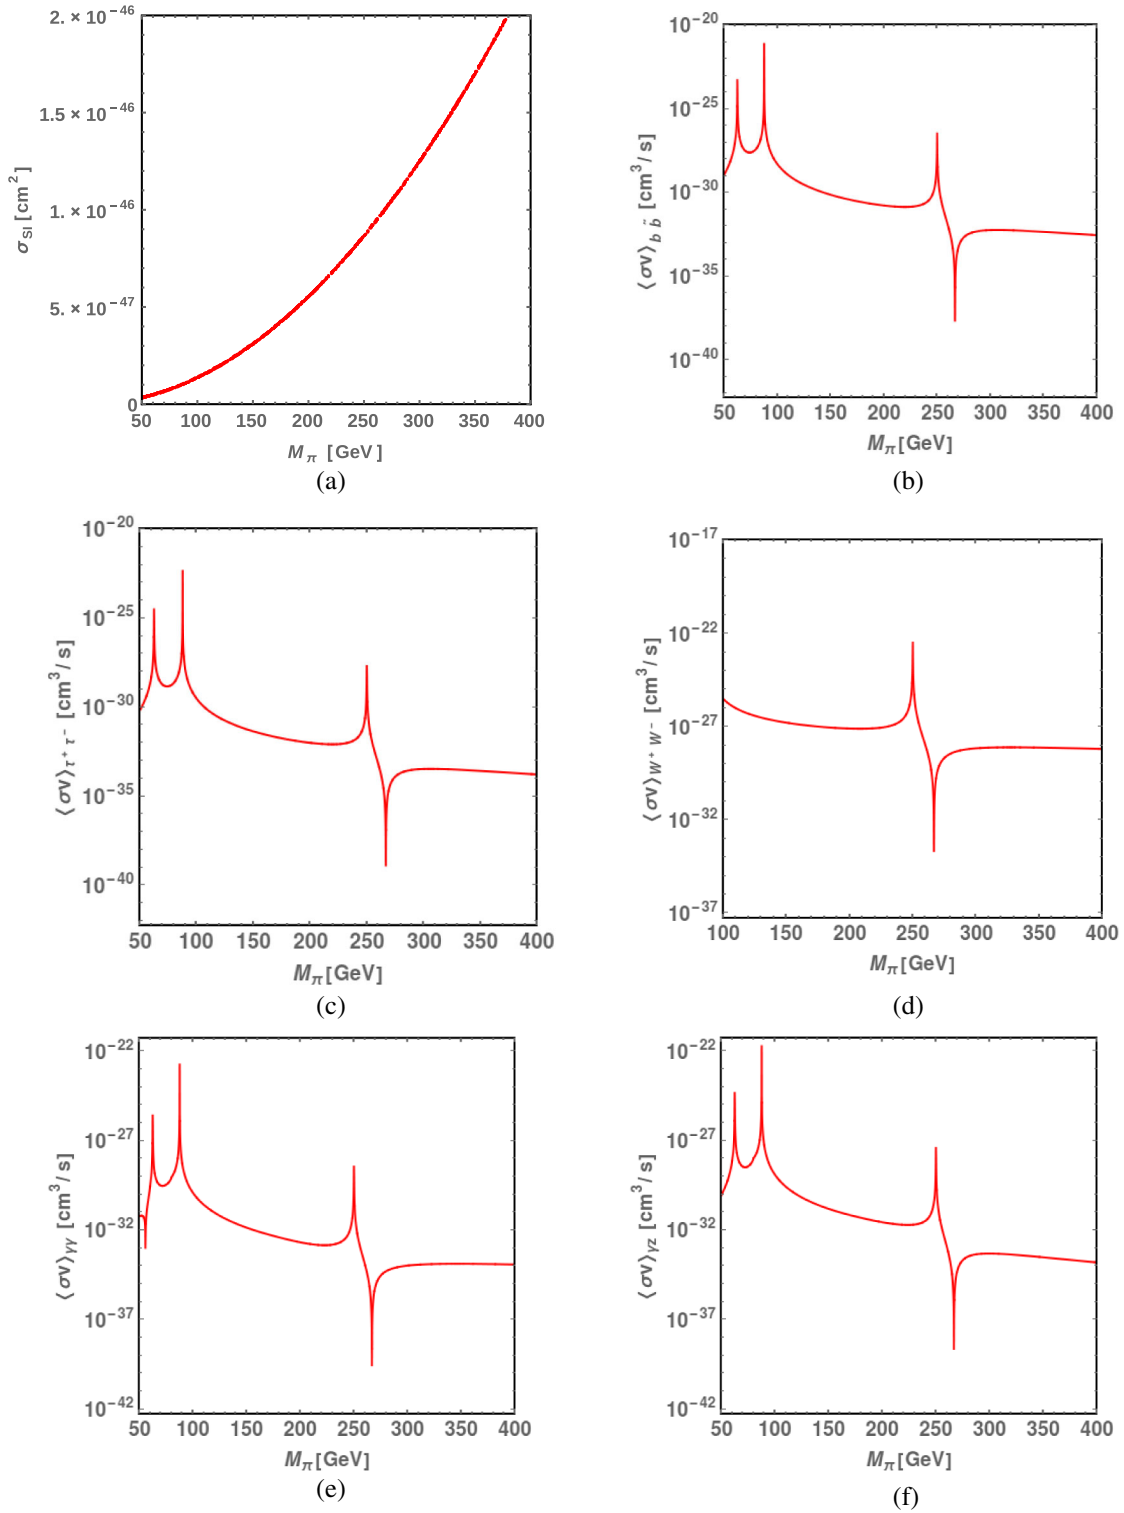 2. × 10⁻⁴⁶
1.5 × 10⁻⁴⁶
1. × 10⁻⁴⁶
5. × 10⁻⁴⁷
0
σSI [cm²]
50 100 150 200 250 300 350 400
Mπ [GeV]
(a)
10⁻²⁰
10⁻²⁵
10⁻³⁰
10⁻³⁵
10⁻⁴⁰
⟨σv⟩b b̄ [cm³/s]
50 100 150 200 250 300 350 400
Mπ[GeV]
(b)
10⁻²⁰
10⁻²⁵
10⁻³⁰
10⁻³⁵
10⁻⁴⁰
⟨σv⟩τ⁺ τ⁻ [cm³/s]
50 100 150 200 250 300 350 400
Mπ[GeV]
(c)
10⁻¹⁷
10⁻²²
10⁻²⁷
10⁻³²
10⁻³⁷
⟨σv⟩W⁺ W⁻ [cm³/s]
100 150 200 250 300 350 400
Mπ[GeV]
(d)
10⁻²²
10⁻²⁷
10⁻³²
10⁻³⁷
10⁻⁴²
⟨σv⟩γγ [cm³/s]
50 100 150 200 250 300 350 400
Mπ[GeV]
(e)
10⁻²²
10⁻²⁷
10⁻³²
10⁻³⁷
10⁻⁴²
⟨σv⟩γz [cm³/s]
50 100 150 200 250 300 350 400
Mπ[GeV]
(f)